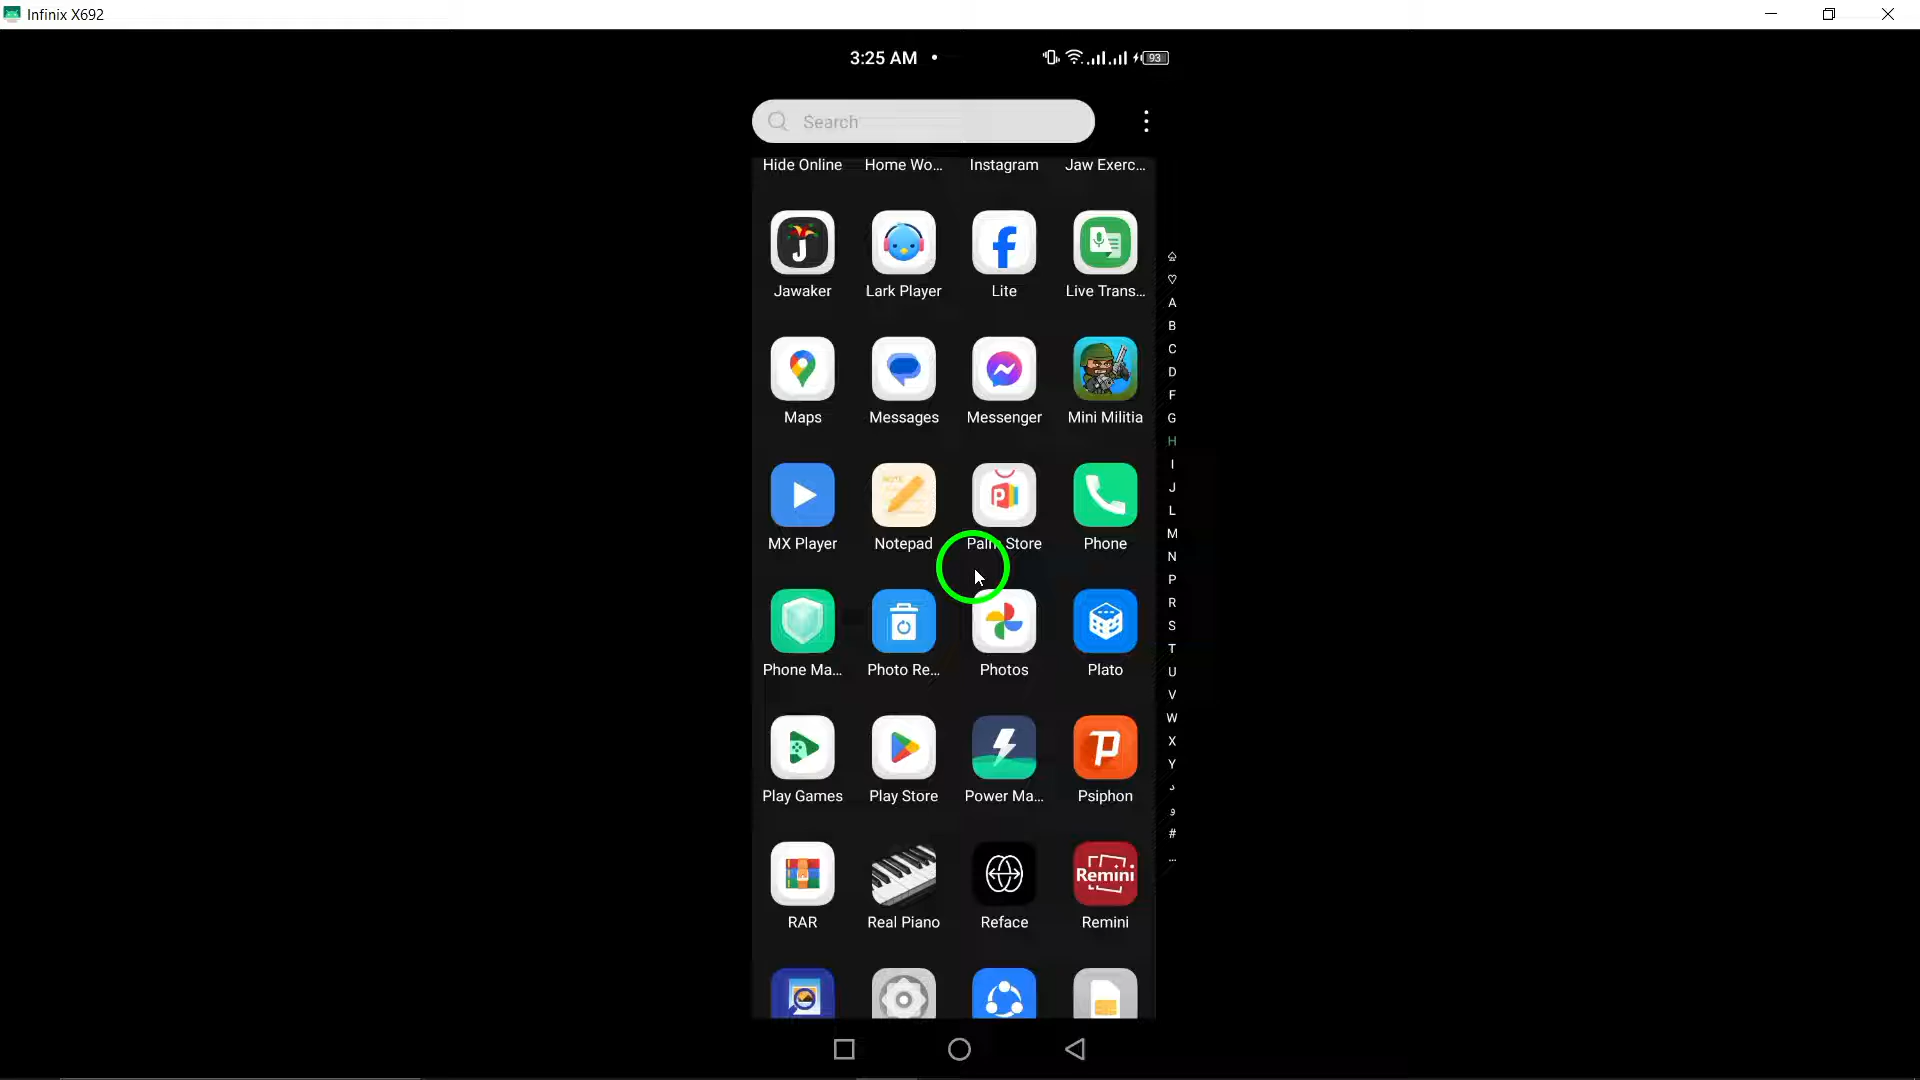 Infinix X692
3:25 AM
93
Search
Hide Online Home Wo... Instagram Jaw Exerc...
Jawaker Lark Player Lite Live Trans...
Maps Messages Messenger Mini Militia
NOTE
MX Player Notepad Palm Store Phone
Phone Ma... Photo Re... Photos Plato
Play Games Play Store Power Ma... Psiphon
Remini
RAR Real Piano Reface Remini
A
B
C
D
F
G
H
I
J
L
M
N
P
R
S
T
U
V
W
X
Y
د
و
#
...